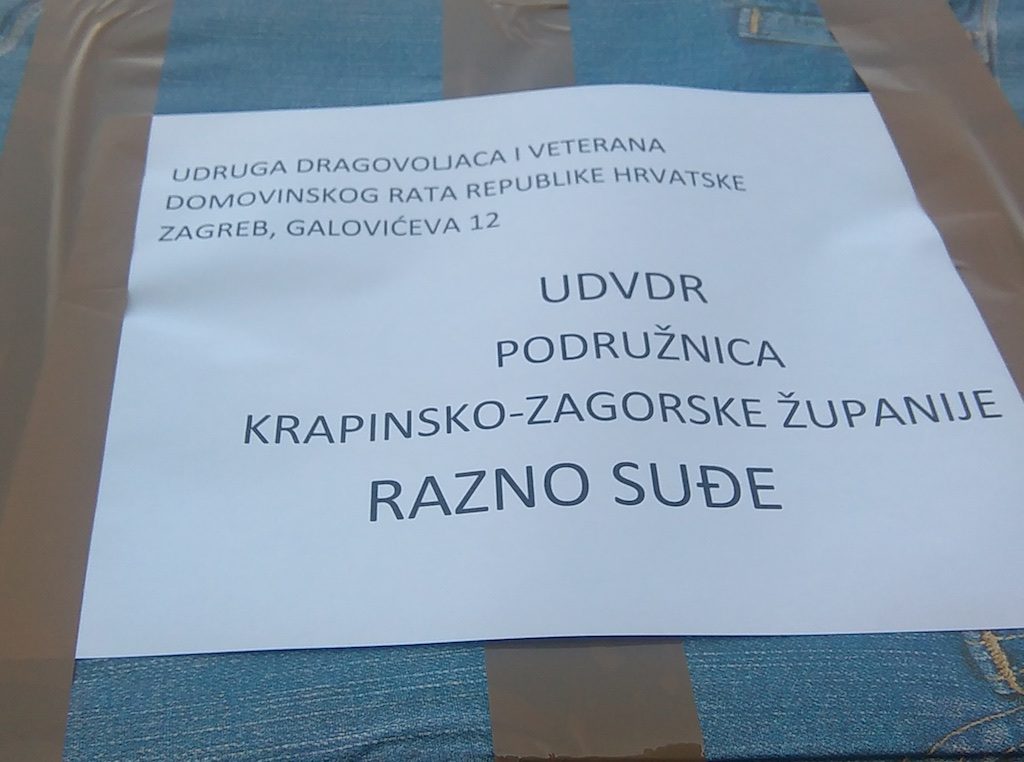 UDRUGA DRAGOVOLJACA I VETERANA
DOMOVINSKOG RATA REPUBLIKE HRVATSKE
ZAGREB, GALOVIĆEVA 12
UDVDR
PODRUŽNICA
KRAPINSKO-ZAGORSKE ŽUPANIJE
RAZNO SUĐE